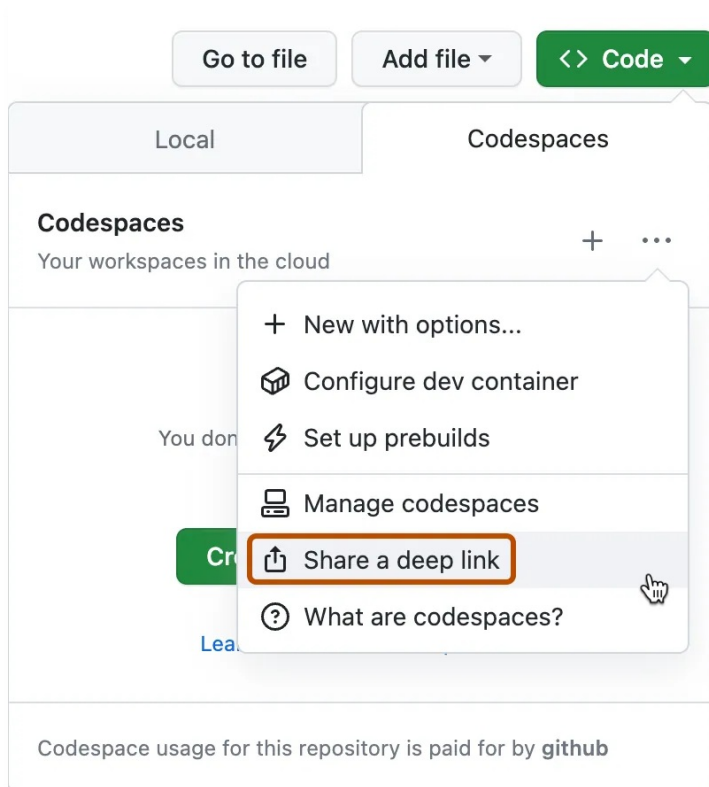 Go to file
Add file
<> Code
Local
Codespaces
Codespaces
Your workspaces in the cloud
New with options...
Configure dev container
You
Set up prebuilds
Manage codespaces
Share a deep link
What are codespaces?
Codespace usage for this repository is paid for by github